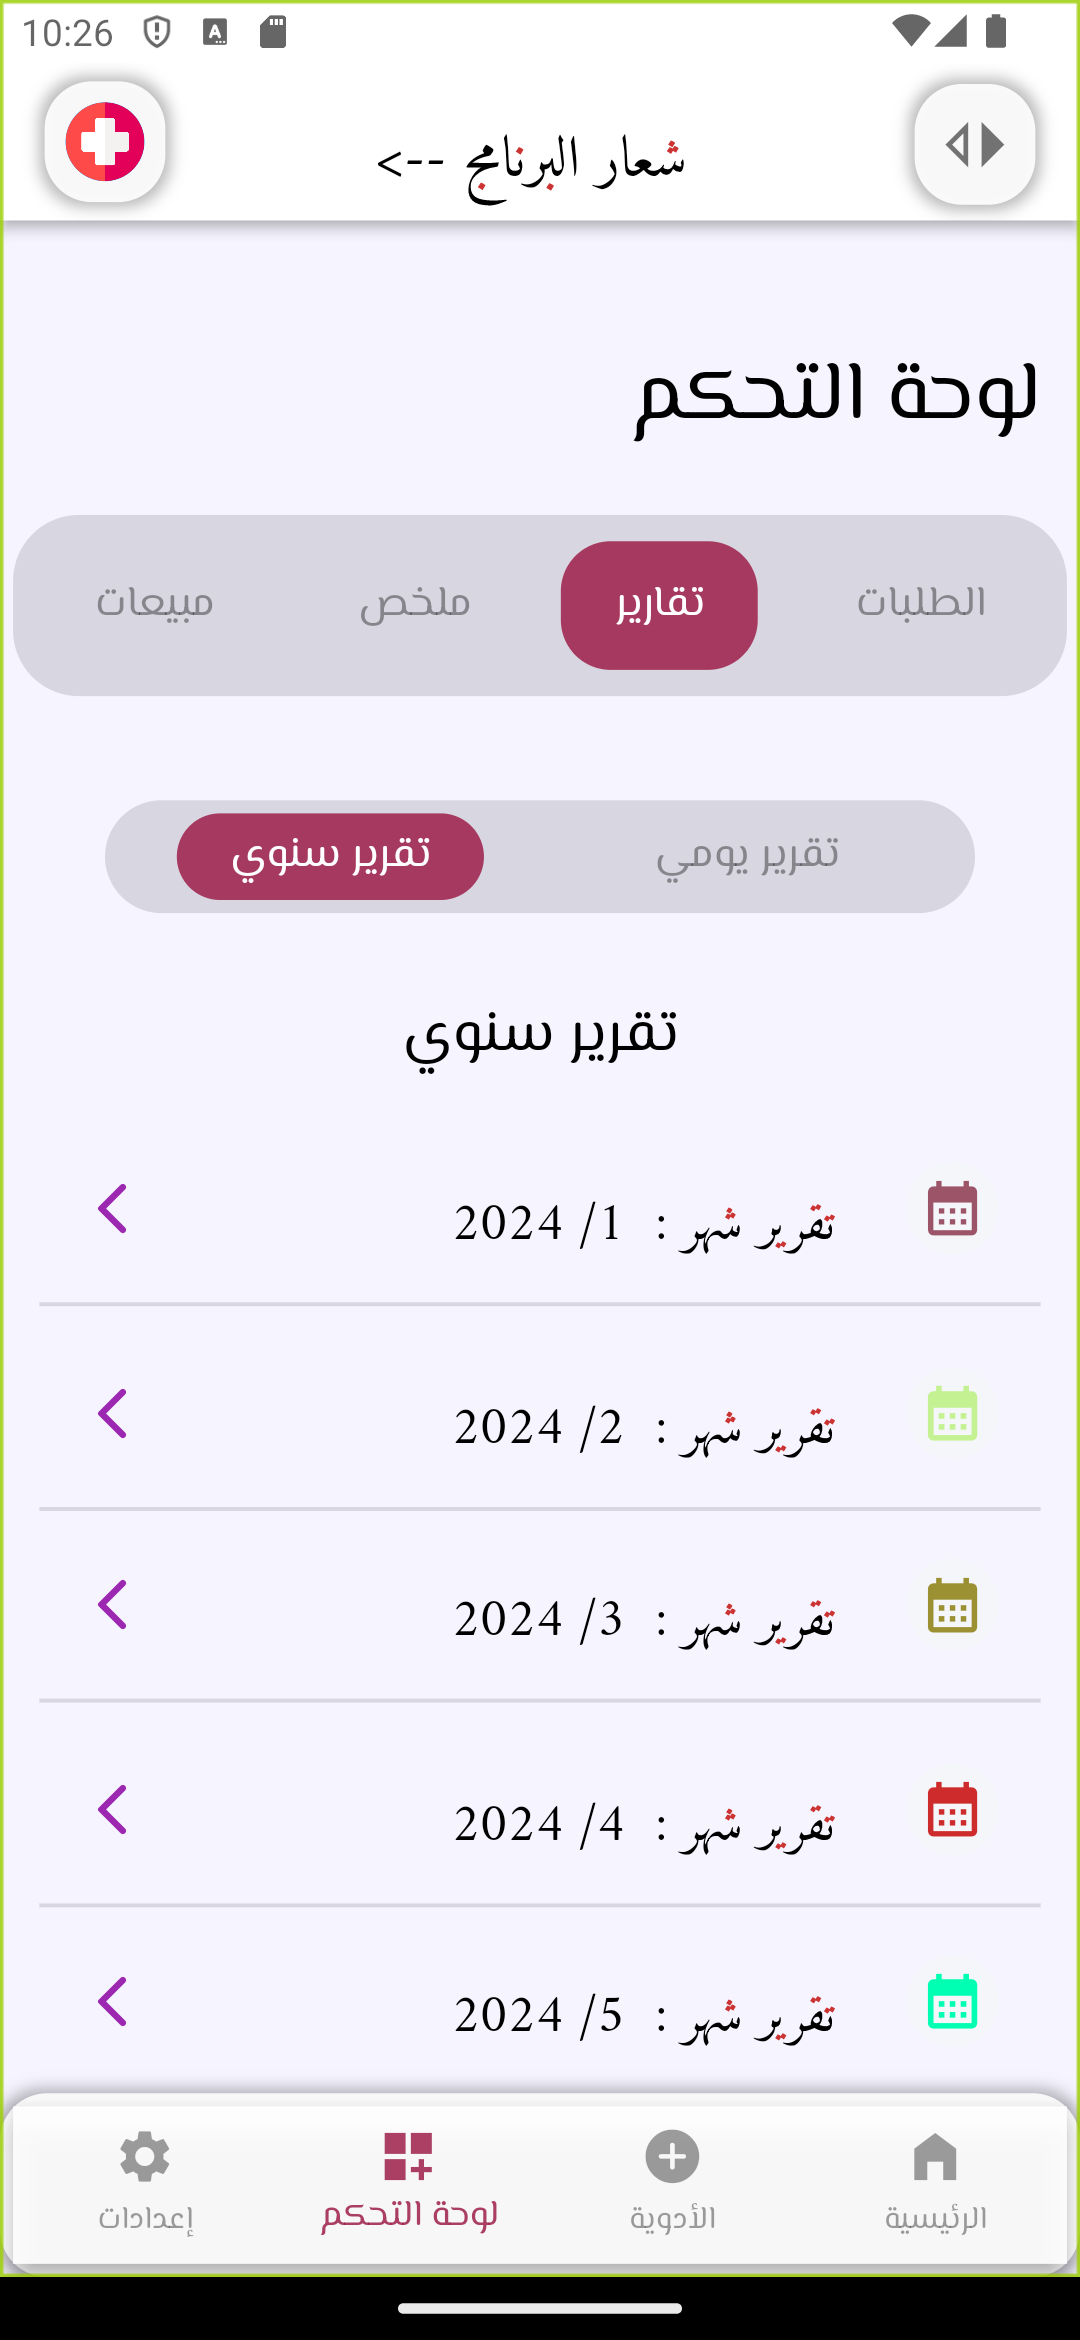 10:26
شعار البرنامج -->
لوحة التحكم
الطلبات تقارير ملخص مبيعات
تقرير يومي تقرير سنوي
تقرير سنوي
تقرير شهر : 1/ 2024
تقرير شهر : 2/ 2024
تقرير شهر : 3/ 2024
تقرير شهر : 4/ 2024
تقرير شهر : 5/ 2024
الرئيسية الأدوية لوحة التحكم إعدادات